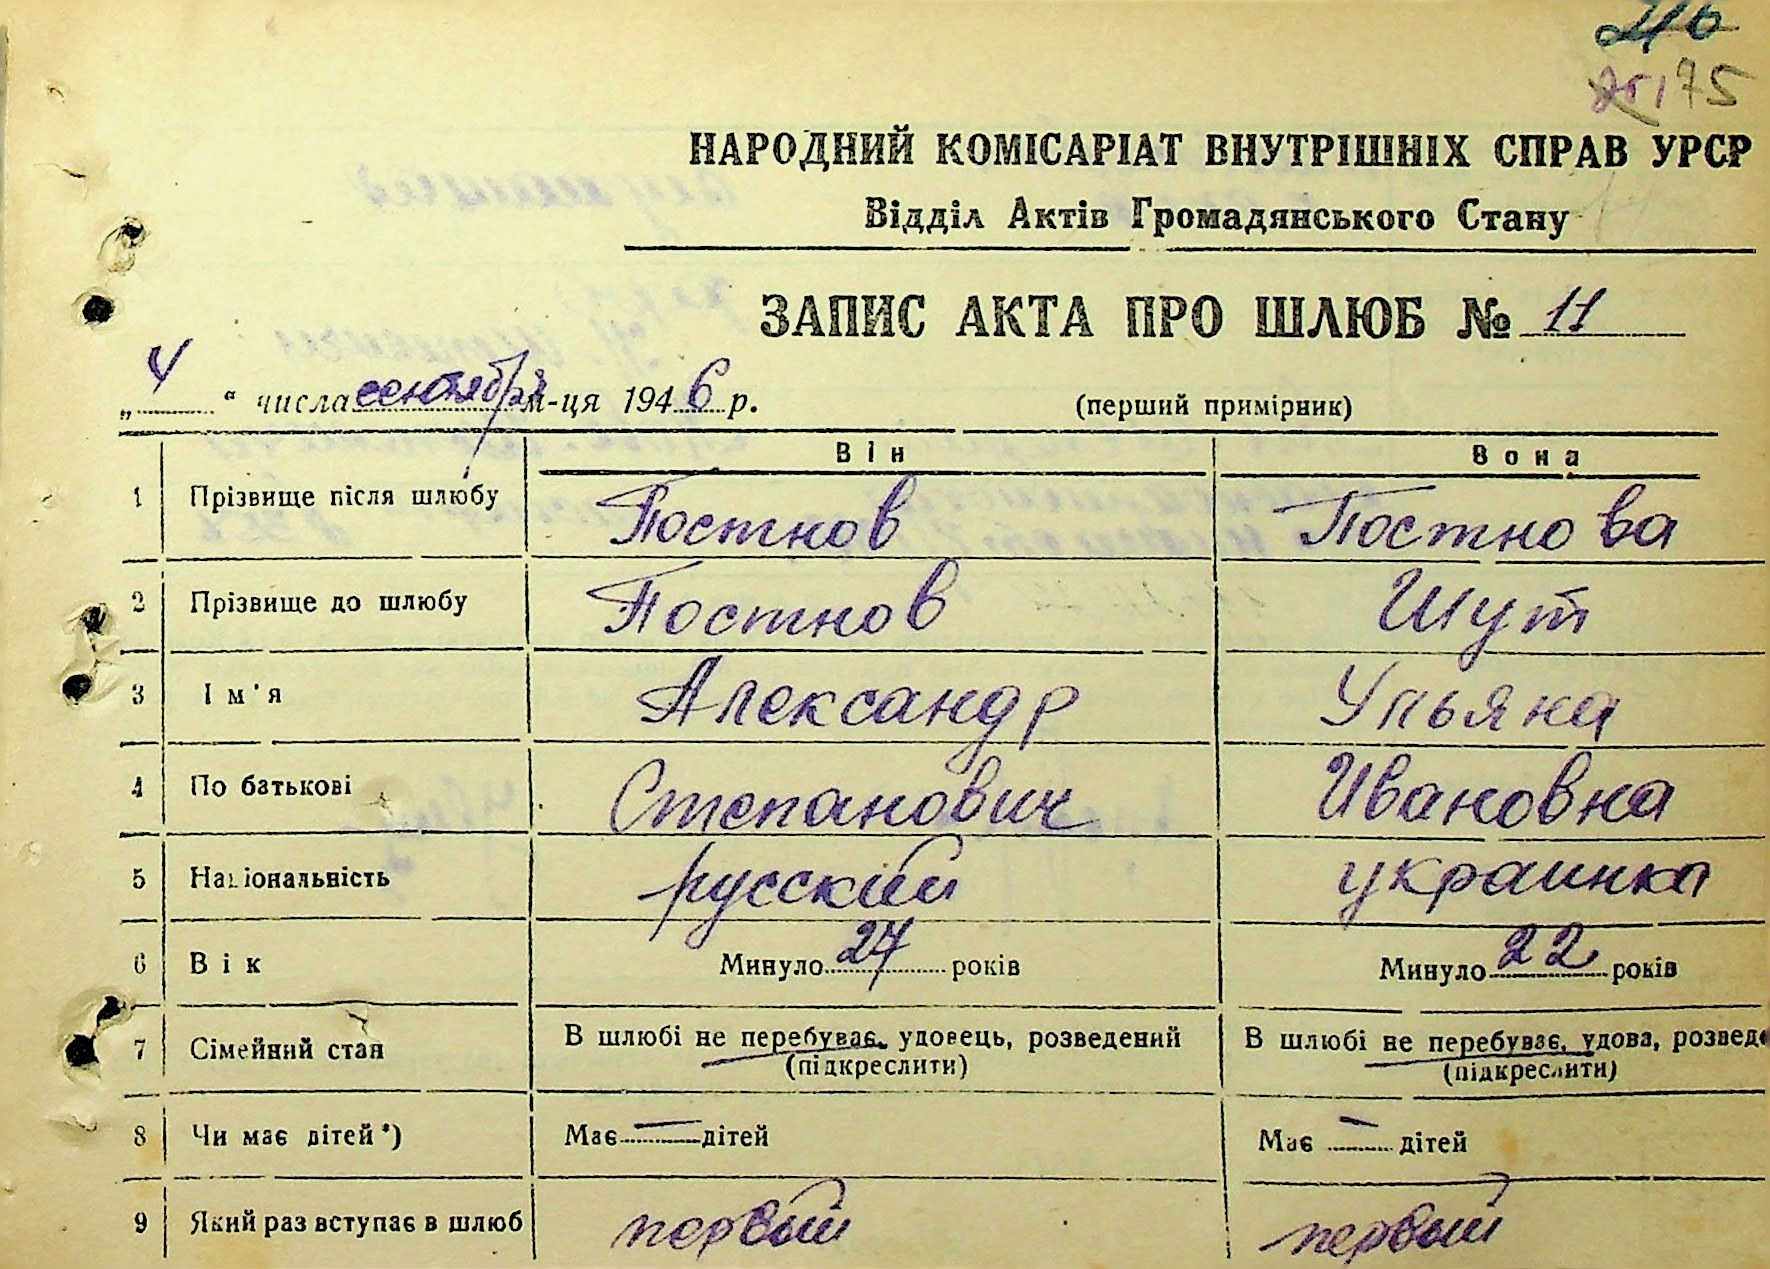 175
НАРОДНИЙ КОМІСАРІАТ ВНУТРІШНІХ СПРАВ УРСР
Відділ Актів Громадянського Стану
ЗАПИС АКТА ПРО ШЛЮБ № 11
„4“ числа сентября м-ця 1946 р. (перший примірник)
Він Вона
1 Прізвище після шлюбу Постнов Постнова
2 Прізвище до шлюбу Постнов Шут
3 Ім'я Александр Ульяна
4 По батькові Степанович Ивановна
5 Національність русский украинка
6 Вік Минуло 27 років Минуло 22 років
7 Сімейний стан В шлюбі не перебуває, удовець, розведений В шлюбі не перебуває, удова, розвед
(підкреслити) (підкреслити)
8 Чи має дітей*) Має — дітей Має — дітей
9 Який раз вступає в шлюб первый первый